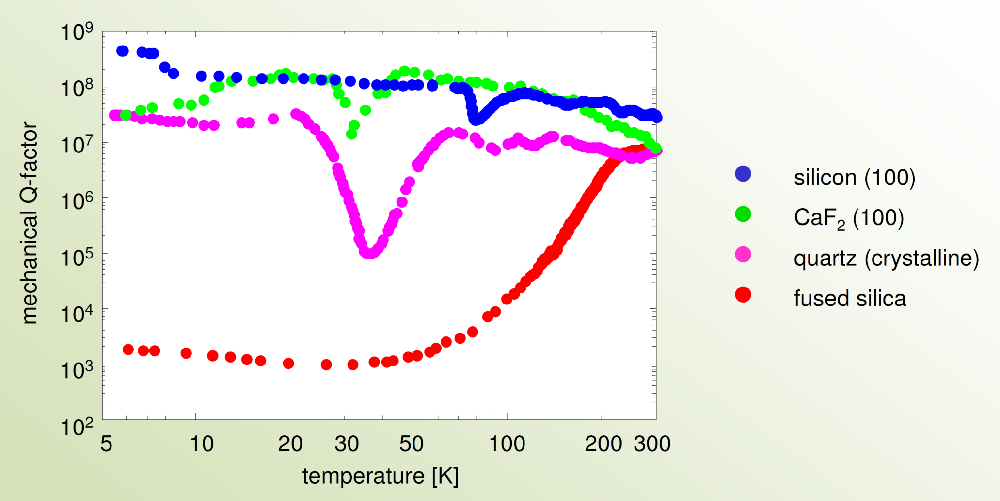 mechanical Q-factor
10⁹
10⁸
10⁷
10⁶
10⁵
10⁴
10³
10²
5 10 20 30 50 100 200 300
temperature [K]
silicon (100)
CaF₂ (100)
quartz (crystalline)
fused silica